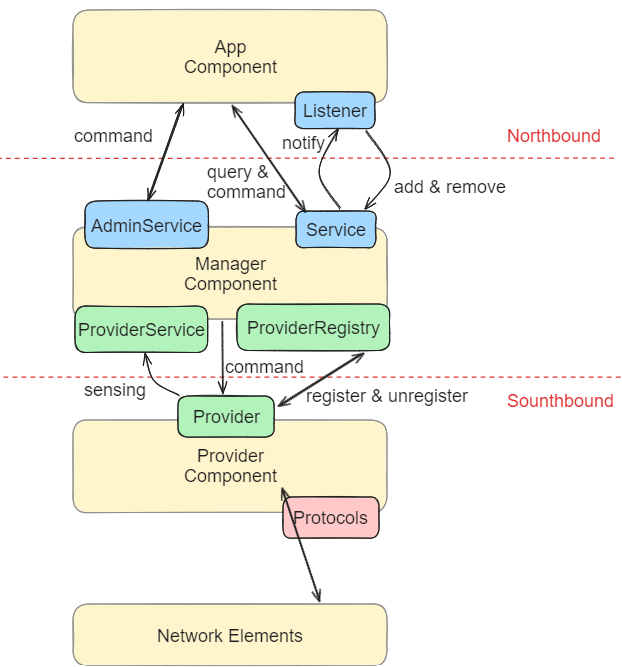 App
Component
Listener
command
notify
Northbound
query &
command
add & remove
AdminService
Service
Manager
Component
ProviderService
ProviderRegistry
command
sensing
register & unregister
Sounthbound
Provider
Provider
Component
Protocols
Network Elements